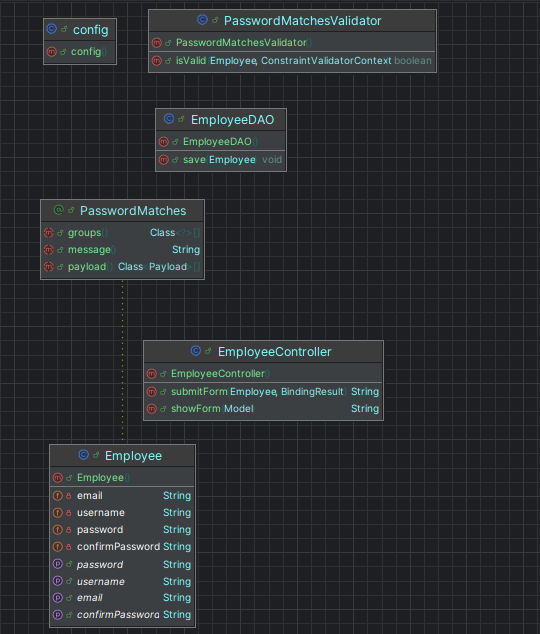 config
config()
PasswordMatchesValidator
PasswordMatchesValidator()
isValid(Employee, ConstraintValidatorContext) boolean
EmployeeDAO
EmployeeDAO()
save(Employee) void
PasswordMatches
groups() Class<?>[]
message() String
payload() Class<Payload>[]
EmployeeController
EmployeeController()
submitForm(Employee, BindingResult) String
showForm(Model) String
Employee
Employee()
email String
username String
password String
confirmPassword String
password String
username String
email String
confirmPassword String